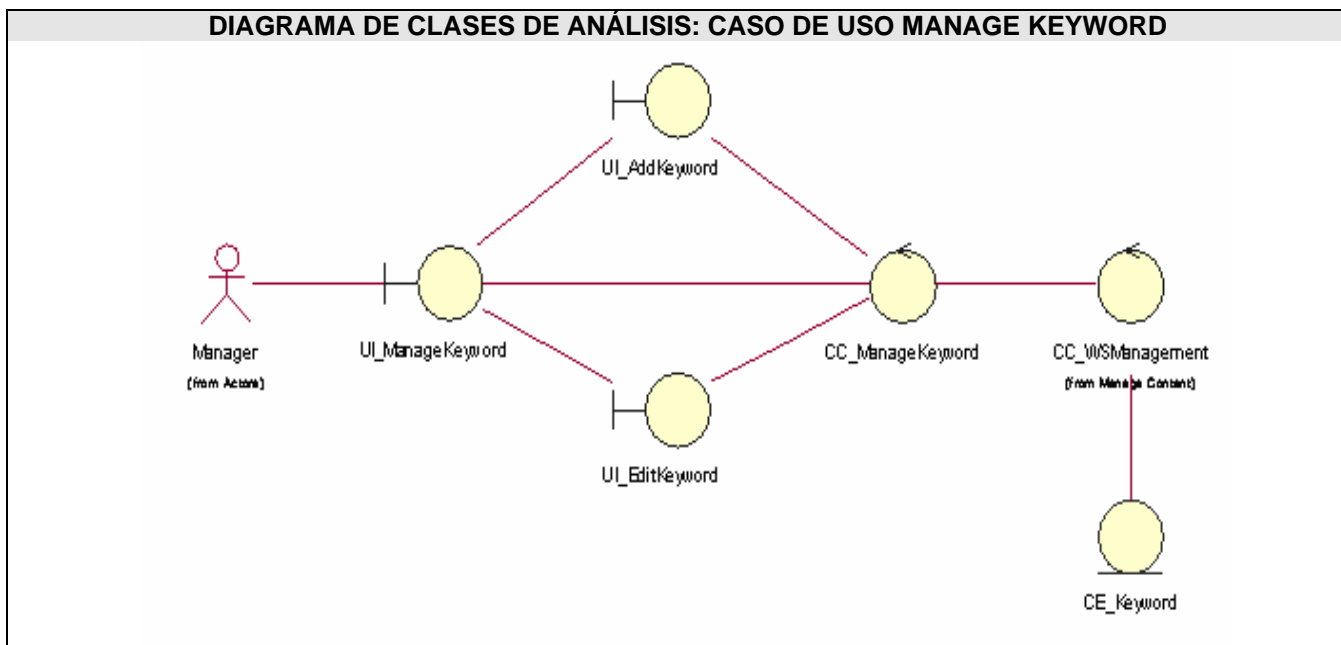 DIAGRAMA DE CLASES DE ANÁLISIS: CASO DE USO MANAGE KEYWORD
UI_AddKeyword
Manager
(from Actors)
UI_ManageKeyword
CC_ManageKeyword
CC_WSManagement
(from Manage Content)
UI_EditKeyword
CE_Keyword